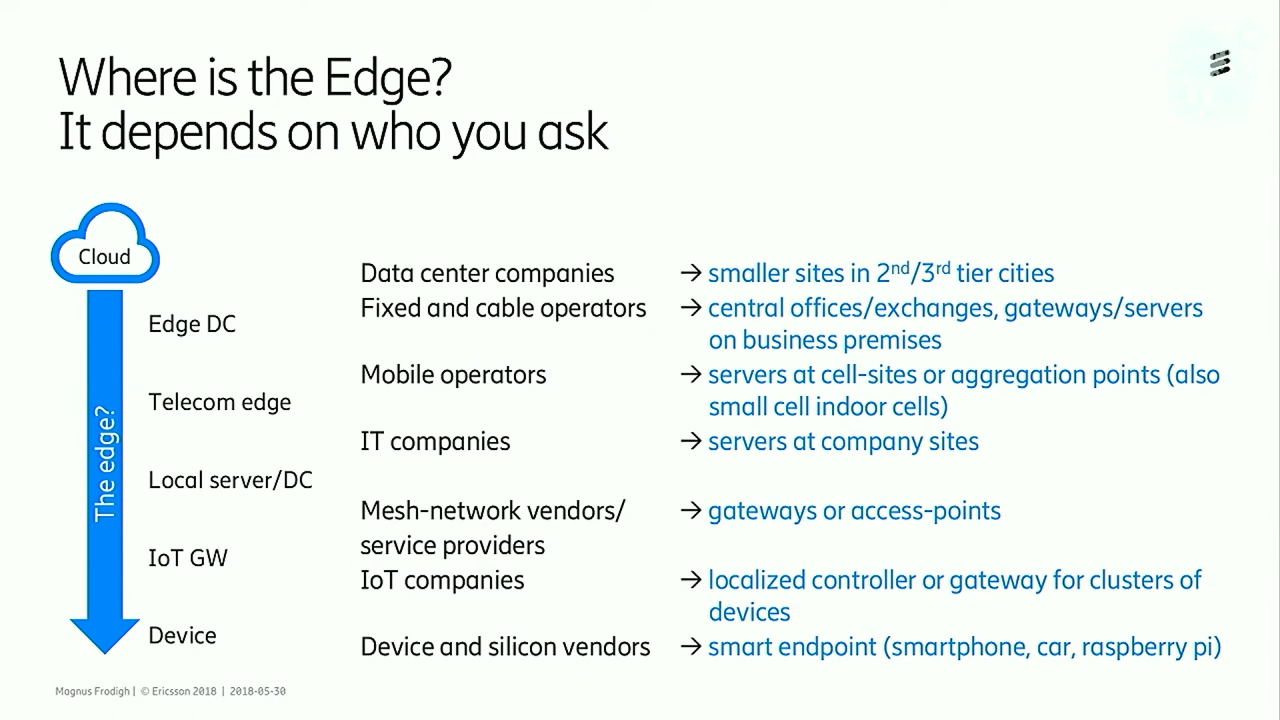 Where is the Edge?
It depends on who you ask
Cloud
The edge?
Edge DC
Telecom edge
Local server/DC
IoT GW
Device
Data center companies → smaller sites in 2nd/3rd tier cities
Fixed and cable operators → central offices/exchanges, gateways/servers
on business premises
Mobile operators → servers at cell-sites or aggregation points (also
small cell indoor cells)
IT companies → servers at company sites
Mesh-network vendors/ → gateways or access-points
service providers
IoT companies → localized controller or gateway for clusters of
devices
Device and silicon vendors → smart endpoint (smartphone, car, raspberry pi)
Magnus Frodigh | © Ericsson 2018 | 2018-05-30